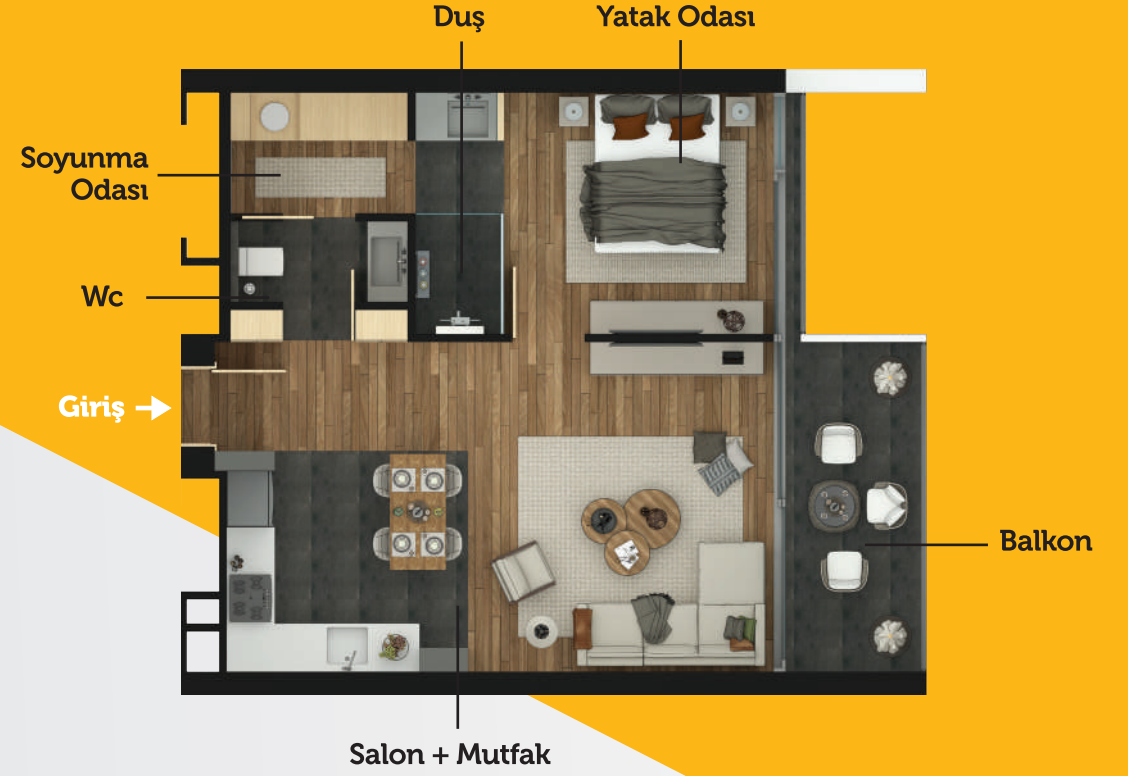 Duş
Yatak Odası
Soyunma
Odası
Wc
Giriş
Balkon
Salon + Mutfak